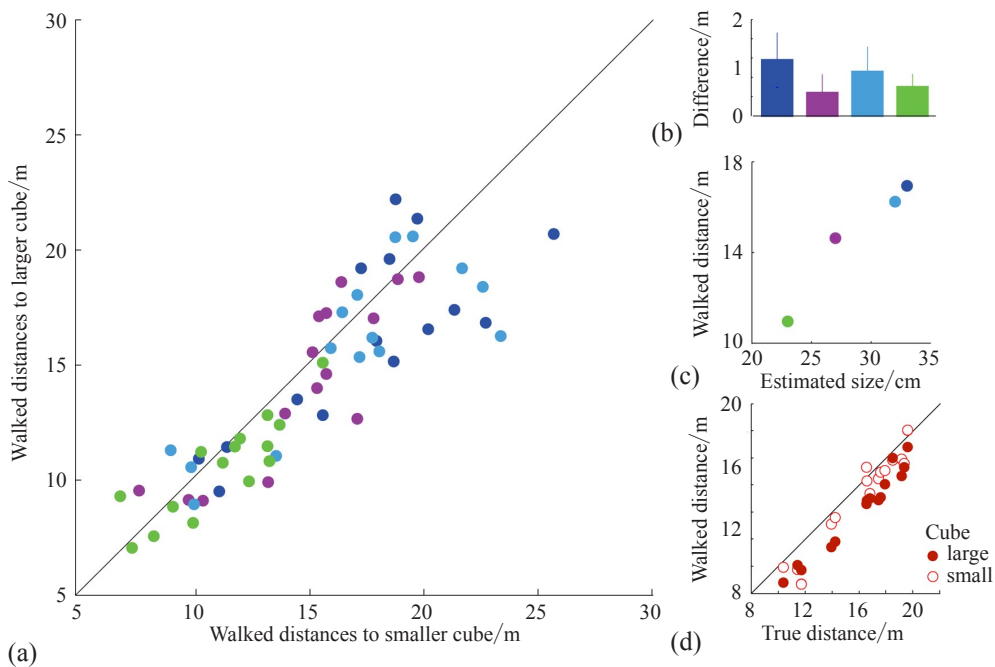 30
25
20
15
10
5
Walked distances to larger cube/m
10
15
20
25
30
Walked distances to smaller cube/m
(a)
2
1
0
Difference/m
(b)
18
14
10
Walked distance/m
20
25
30
35
Estimated size/cm
(c)
20
16
12
8
Walked distance/m
Cube
large
small
8
12
16
20
True distance/m
(d)